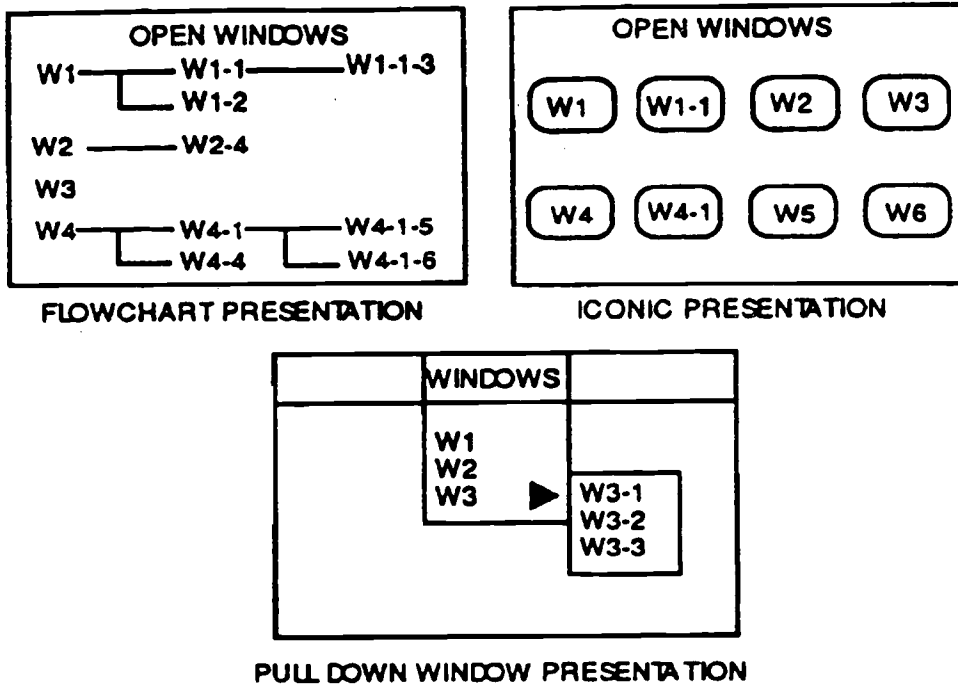 OPEN WINDOWS
W1 W1-1 W1-1-3
W1-2
W2 W2-4
W3
W4 W4-1 W4-1-5
W4-4 W4-1-6
FLOWCHART PRESENTATION
OPEN WINDOWS
W1 W1-1 W2 W3
W4 W4-1 W5 W6
ICONIC PRESENTATION
WINDOWS
W1
W2
W3
W3-1
W3-2
W3-3
PULL DOWN WINDOW PRESENTATION